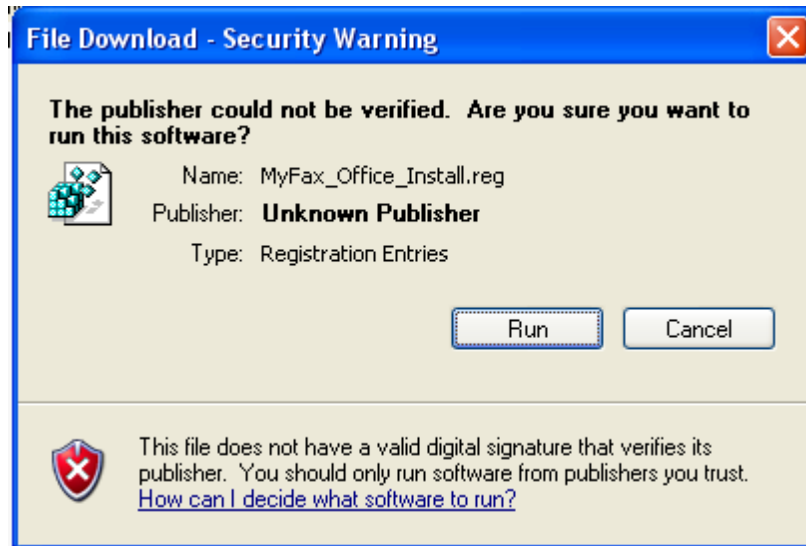 File Download - Security Warning
The publisher could not be verified.  Are you sure you want to
run this software?
Name: MyFax_Office_Install.reg
Publisher: Unknown Publisher
Type: Registration Entries
Run Cancel
This file does not have a valid digital signature that verifies its
publisher.  You should only run software from publishers you trust.
How can I decide what software to run?